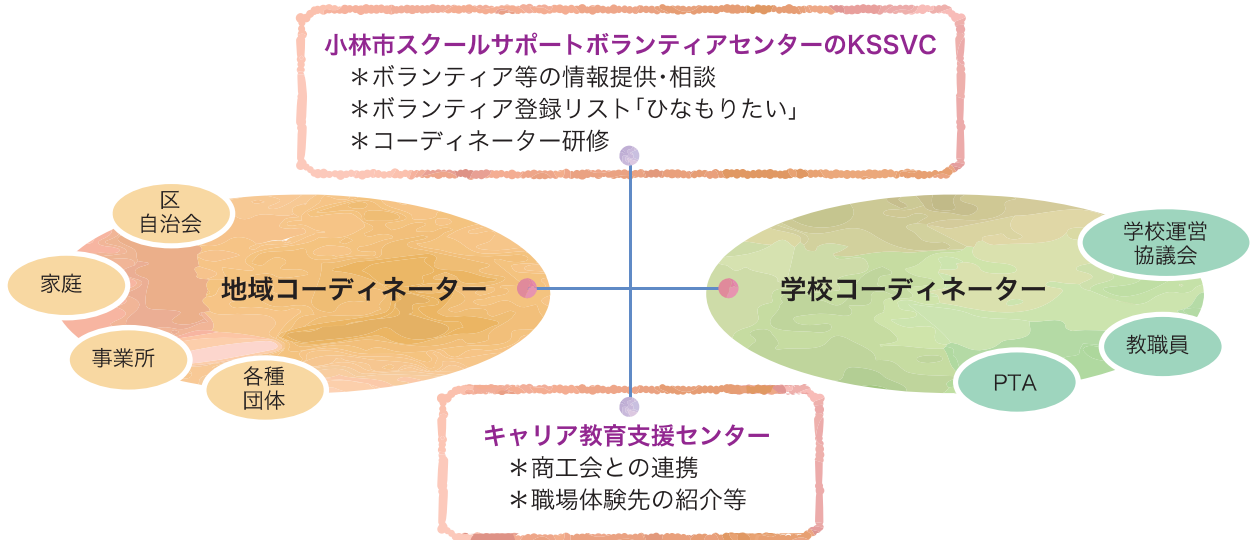 小林市スクールサポートボランティアセンターのKSSVC
＊ボランティア等の情報提供・相談
＊ボランティア登録リスト「ひなもりたい」
＊コーディネーター研修
区
自治会
家庭
事業所
各種
団体
地域コーディネーター
学校コーディネーター
学校運営
協議会
教職員
PTA
キャリア教育支援センター
＊商工会との連携
＊職場体験先の紹介等